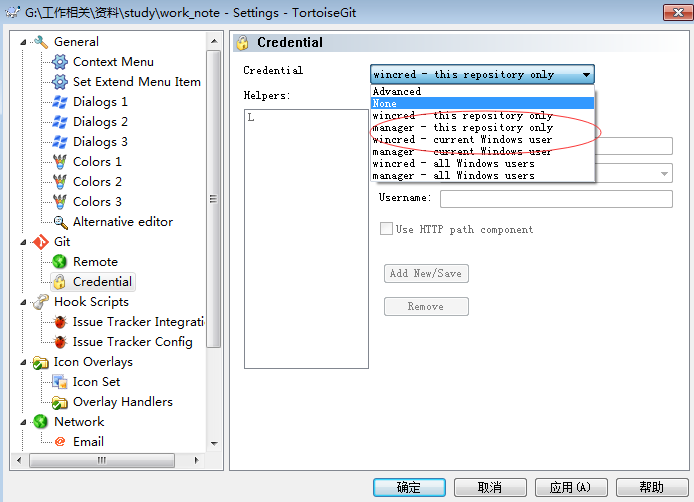 G:\工作相关\资料\study\work_note - Settings - TortoiseGit
General
Context Menu
Set Extend Menu Item
Dialogs 1
Dialogs 2
Dialogs 3
Colors 1
Colors 2
Colors 3
Alternative editor
Git
Remote
Credential
Hook Scripts
Issue Tracker Integrati
Issue Tracker Config
Icon Overlays
Icon Set
Overlay Handlers
Network
Email
Credential
Credential
wincred - this repository only
Advanced
None
wincred - this repository only
manager - this repository only
wincred - current Windows user
manager - current Windows user
wincred - all Windows users
manager - all Windows users
Helpers:
L
Username:
Use HTTP path component
Add New/Save
Remove
确定
取消
应用(A)
帮助